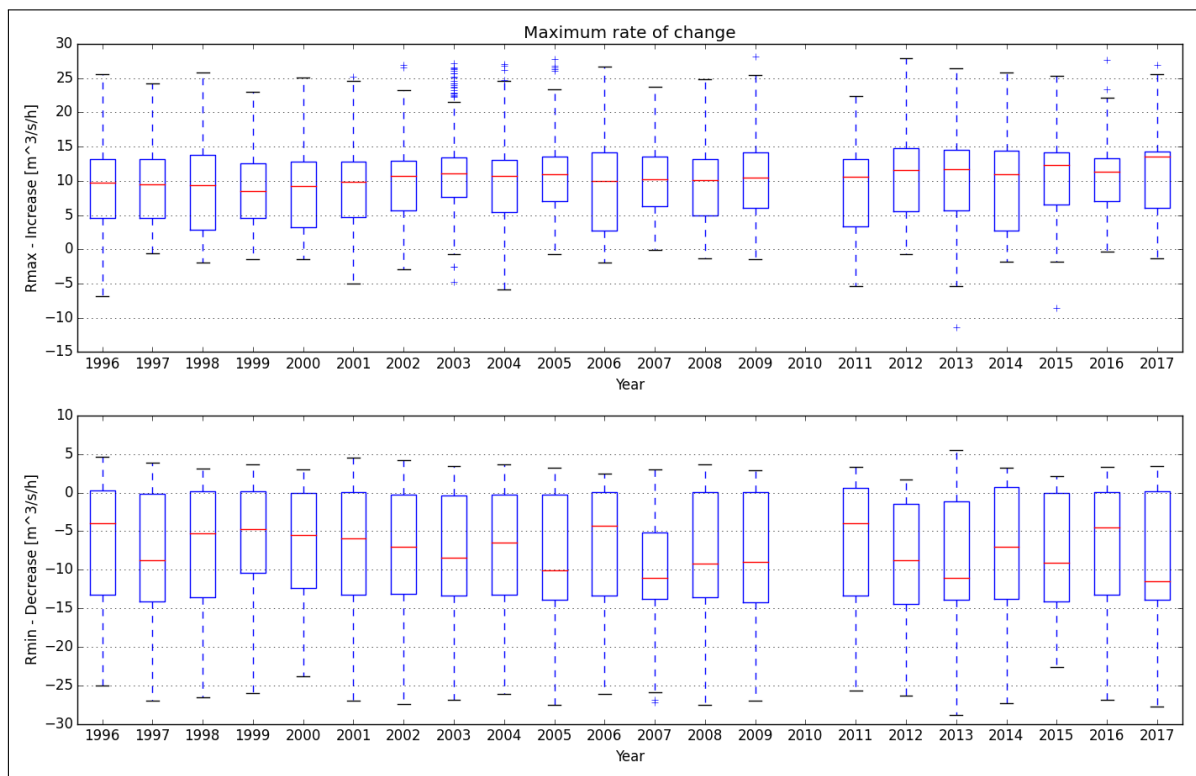 Maximum rate of change
30
25
20
15
10
5
0
−5
−10
−15
Rmax - Increase [m^3/s/h]
1996 1997 1998 1999 2000 2001 2002 2003 2004 2005 2006 2007 2008 2009 2010 2011 2012 2013 2014 2015 2016 2017
Year
10
5
0
−5
−10
−15
−20
−25
−30
Rmin - Decrease [m^3/s/h]
1996 1997 1998 1999 2000 2001 2002 2003 2004 2005 2006 2007 2008 2009 2010 2011 2012 2013 2014 2015 2016 2017
Year